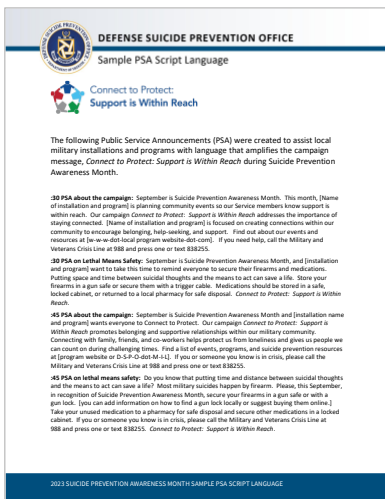 DEFENSE SUICIDE PREVENTION OFFICE
Sample PSA Script Language
Connect to Protect:
Support is Within Reach
The following Public Service Announcements (PSA) were created to assist local
military installations and programs with language that amplifies the campaign
message, Connect to Protect: Support is Within Reach during Suicide Prevention
Awareness Month.
:30 PSA about the campaign: September is Suicide Prevention Awareness Month. This month, [Name
of installation and program] is planning community events so our Service members know support is
within reach. Our campaign Connect to Protect: Support is Within Reach addresses the importance of
staying connected. [Name of installation and program] is focusing on creating connections within our
community to encourage belonging, help-seeking, and support. Find out about our events and
resources at [w-w-w-dot-local program website-dot-com]. If you need help, call the Military and
Veterans Crisis Line at 988 and press one or text 838255.
:30 PSA on Lethal Means Safety: September is Suicide Prevention Awareness Month, and [installation
and program] want to take this time to remind everyone to secure their firearms and medications.
Putting space and time between suicidal thoughts and the means to act can save a life. Store your
firearms in a gun safe or secure them with a trigger cable. Medications should be stored in a safe,
locked cabinet, or returned to a local pharmacy for safe disposal. Connect to Protect: Support is Within
Reach.
:45 PSA about the campaign: September is Suicide Prevention Awareness Month and [installation name
and program] wants everyone to Connect to Protect. Our campaign Connect to Protect: Support is
Within Reach promotes belonging and supportive relationships within our military community.
Connecting with family, friends, and co-workers helps protect us from loneliness and gives us people we
can count on during challenging times. Find a list of events, programs, and suicide prevention resources
at [program website or D-S-P-O-dot-M-I-L]. If you or someone you know is in crisis, please call the
Military and Veterans Crisis Line at 988 and press one or text 838255.
:45 PSA on lethal means safety: Do you know that putting time and distance between suicidal thoughts
and the means to act can save a life? Most military suicides happen by firearm. Please, this September,
in recognition of Suicide Prevention Awareness Month, secure your firearms in a gun safe or with a
gun lock. [you can add information on how to find a gun lock locally or suggest buying them online.]
Take your unused medication to a pharmacy for safe disposal and secure other medications in a locked
cabinet. If you or someone you know is in crisis, please call the Military and Veterans Crisis Line at
988 and press one or text 838255. Connect to Protect: Support is Within Reach.
2023 SUICIDE PREVENTION AWARENESS MONTH SAMPLE PSA SCRIPT LANGUAGE